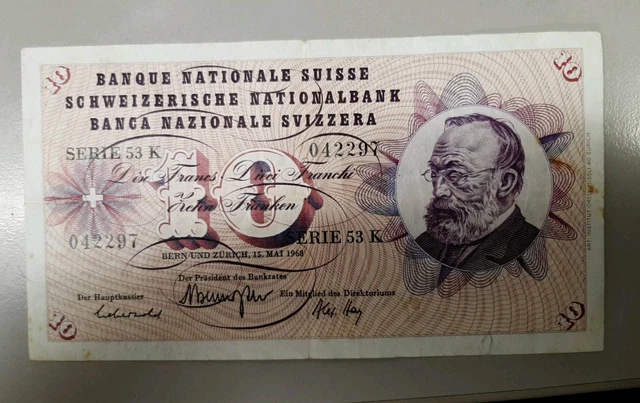 10 10
BANQUE NATIONALE SUISSE
SCHWEIZERISCHE NATIONALBANK
BANCA NAZIONALE SVIZZERA
SERIE 53 K 042297
Dix Francs Dieci Franchi
10
Zehn Franken
042297 SERIE 53 K
BERN UND ZÜRICH, 15. MAI 1968
Der Präsident des Bankrates
Der Hauptkassier Ein Mitglied des Direktoriums
10 10